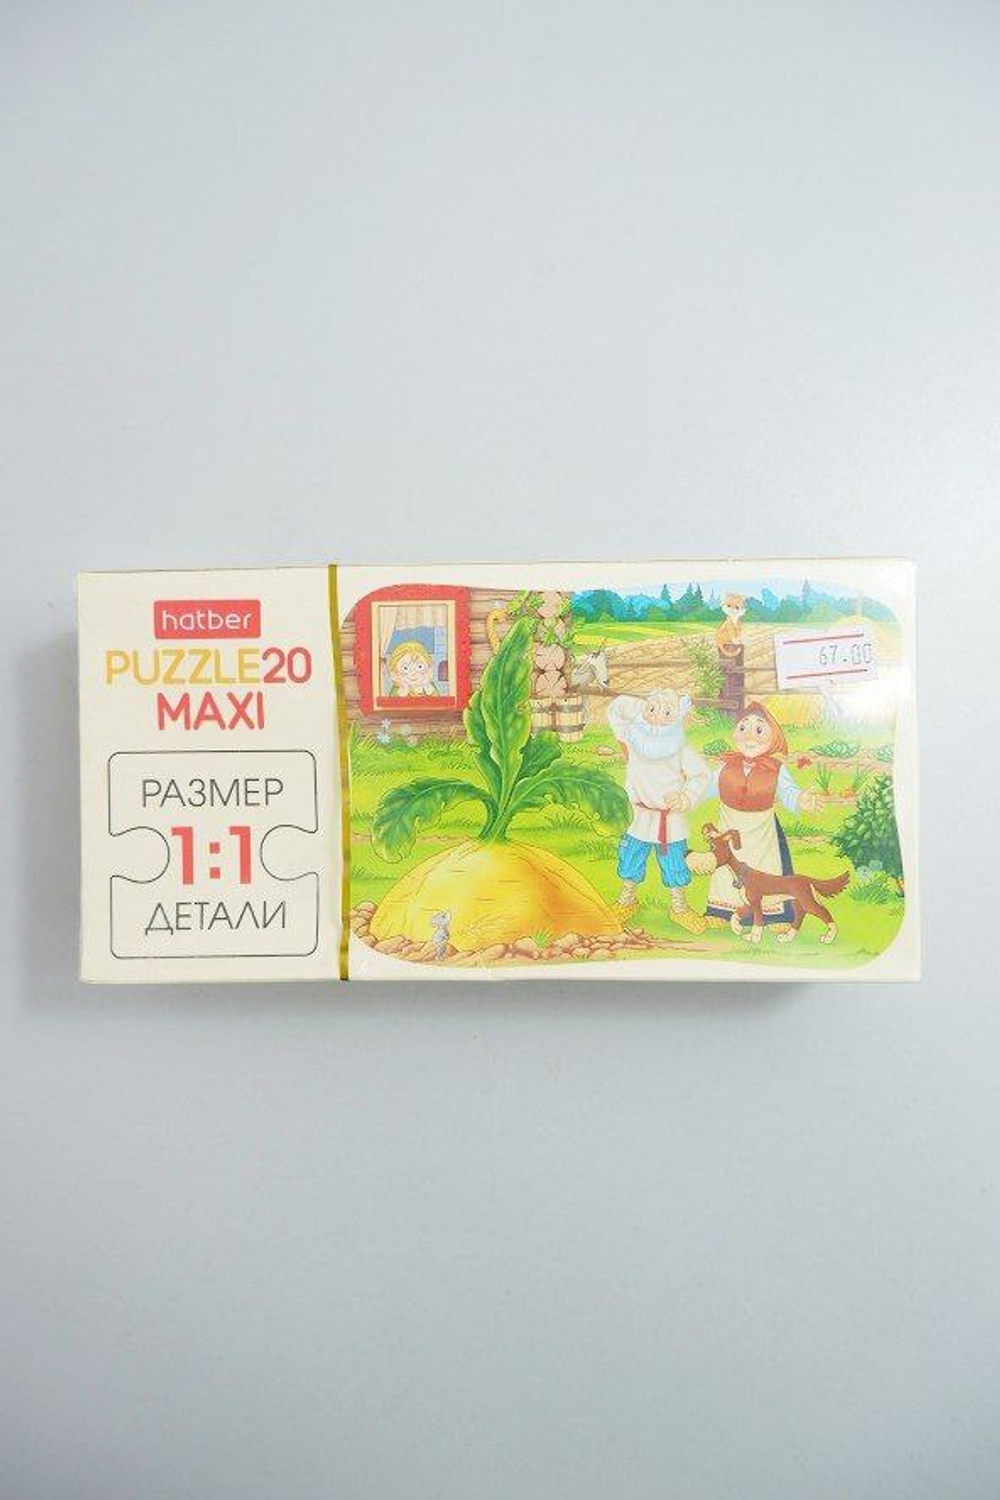 hatber
PUZZLE20
MAXI
РАЗМЕР
1:1
ДЕТАЛИ
67.00